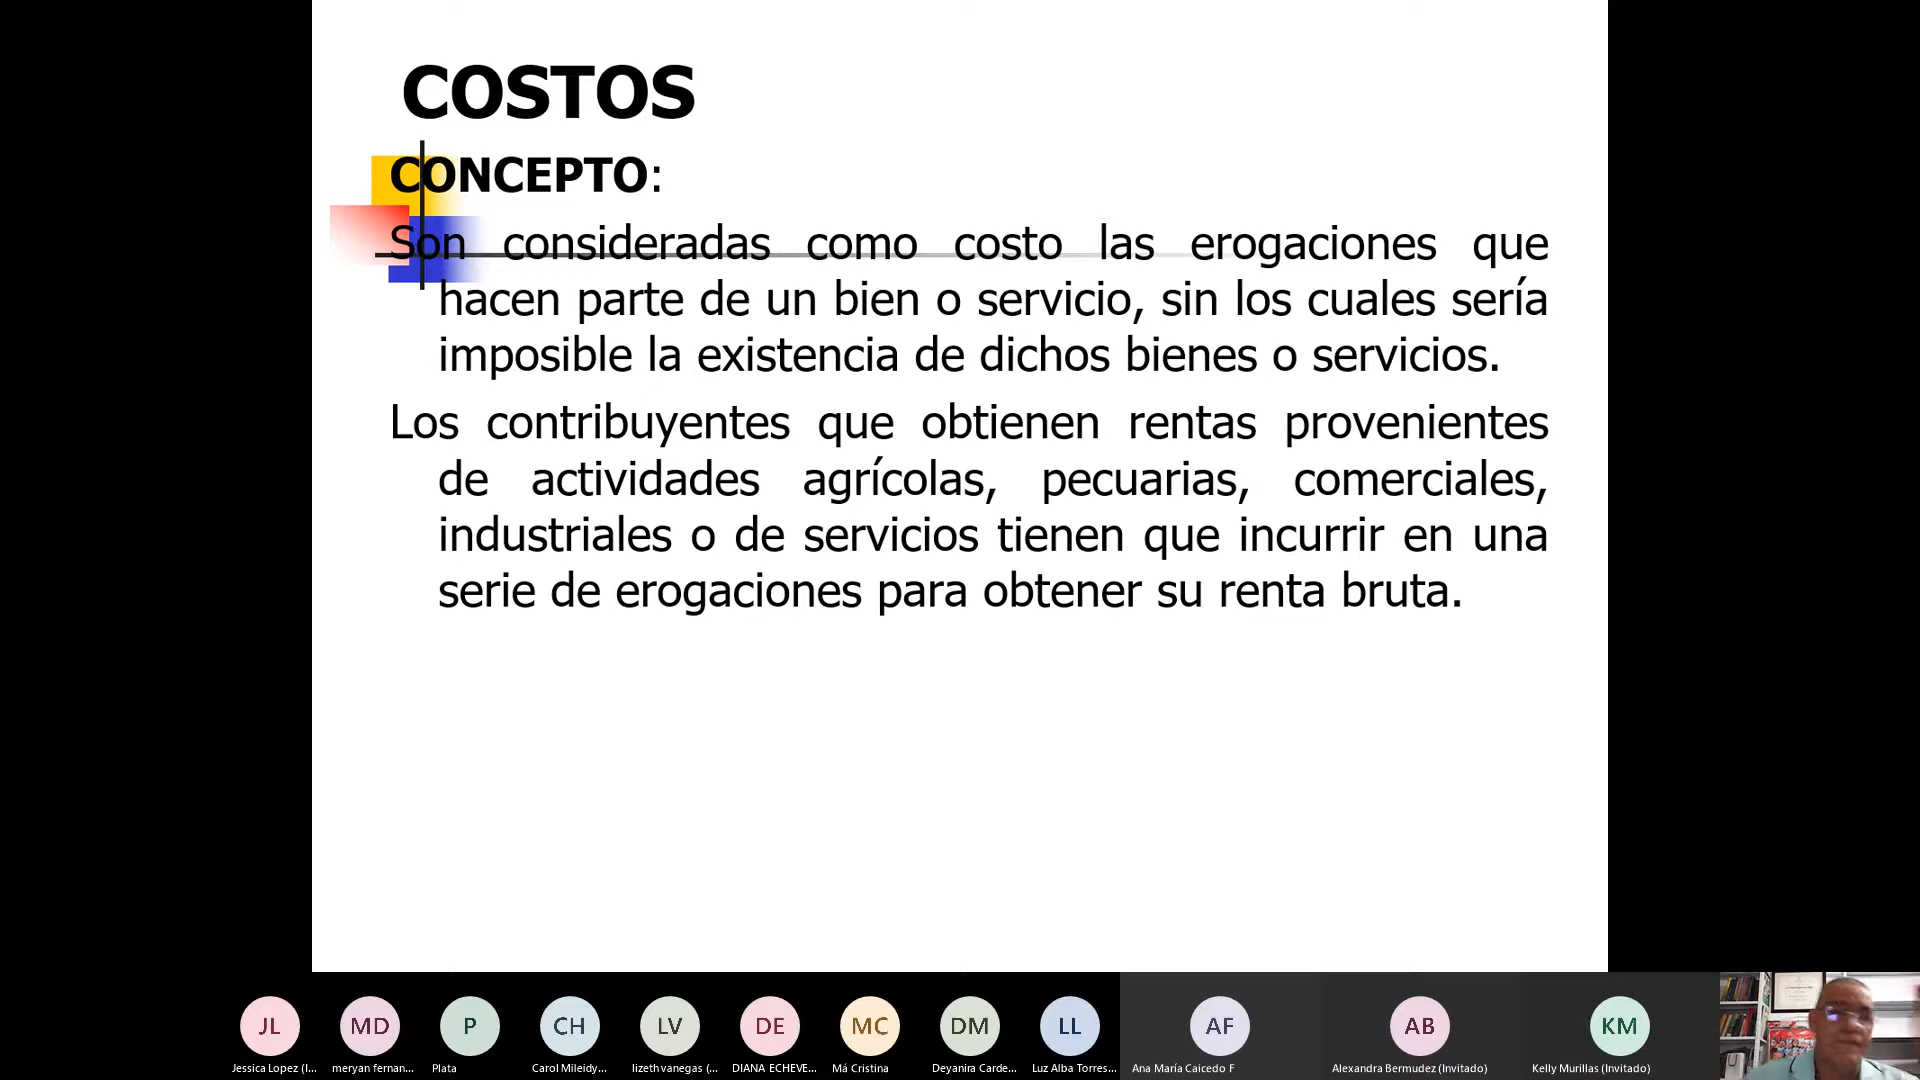 COSTOS
CONCEPTO:
Son consideradas como costo las erogaciones que
hacen parte de un bien o servicio, sin los cuales sería
imposible la existencia de dichos bienes o servicios.
Los contribuyentes que obtienen rentas provenientes
de actividades agrícolas, pecuarias, comerciales,
industriales o de servicios tienen que incurrir en una
serie de erogaciones para obtener su renta bruta.
JL MD P CH LV DE MC DM LL AF AB KM
Jessica Lopez (I... meryan fernan... Plata Carol Mileidy... lizeth vanegas (... DIANA ECHEVE... Má Cristina Deyanira Carde... Luz Alba Torres... Ana María Caicedo F Alexandra Bermudez (Invitado) Kelly Murillas (Invitado)